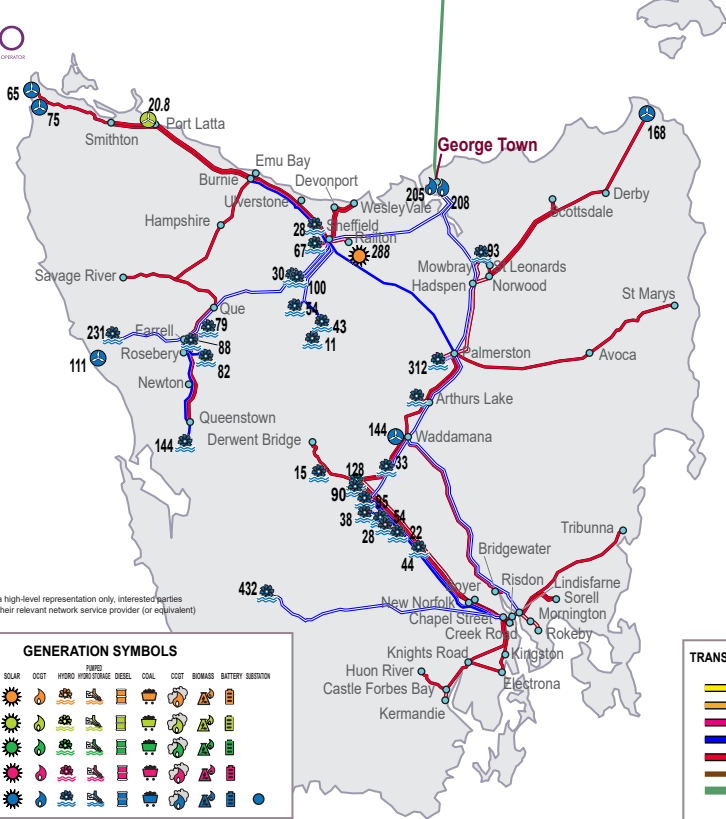 OPERATOR
65
75
20.8
Port Latta
Smithton
168
George Town
Emu Bay
Burnie
Devonport
Ulverstone
WesleyVale
205
208
Derby
Scottsdale
Hampshire
28
Sheffield
Railton
67
288
93
Mowbray
St Leonards
Hadspen
Norwood
Savage River
30
100
St Marys
Que
54
43
11
79
231
Farrell
88
Rosebery
82
111
Palmerston
312
Avoca
Newton
Arthurs Lake
Queenstown
144
Derwent Bridge
144
Waddamana
33
15
128
90
95
38
54
28
22
44
Tribunna
Bridgewater
432
Risdon
Lindisfarne
Sorell
New Norfolk
Mornington
Chapel Street
Creek Road
Rokeby
Knights Road
Kingston
Huon River
Electrona
Castle Forbes Bay
Kermandie
a high-level representation only, interested parties
their relevant network service provider (or equivalent)
GENERATION SYMBOLS
SOLAR OCGT HYDRO PUMPED HYDRO STORAGE DIESEL COAL CCGT BIOMASS BATTERY SUBSTATION
TRANS